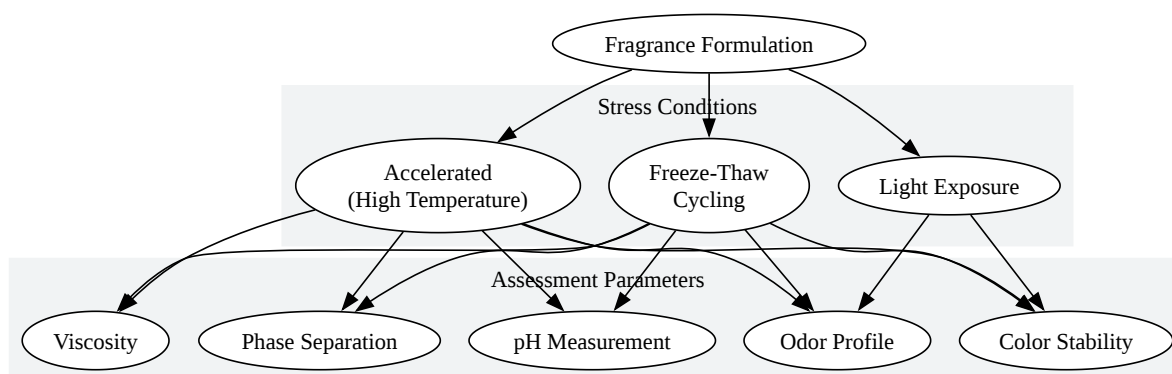 Fragrance Formulation
Stress Conditions
Accelerated
(High Temperature)
Freeze-Thaw
Cycling
Light Exposure
Assessment Parameters
Viscosity
Phase Separation
pH Measurement
Odor Profile
Color Stability